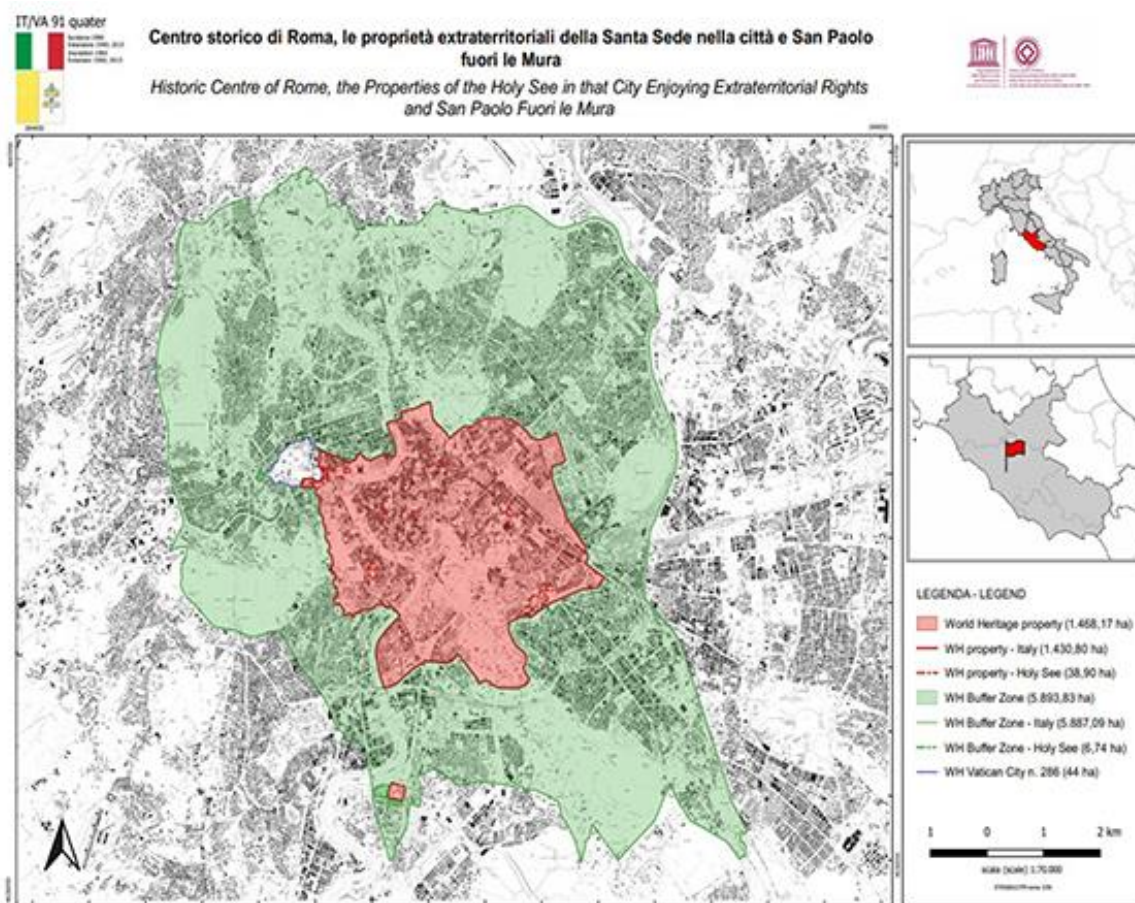 IT/VA 91 quater
Centro storico di Roma, le proprietà extraterritoriali della Santa Sede nella città e San Paolo
fuori le Mura
Historic Centre of Rome, the Properties of the Holy See in that City Enjoying Extraterritorial Rights
and San Paolo Fuori le Mura
LEGENDA - LEGEND
World Heritage property (1.468,17 ha)
WH property - Italy (1.430,80 ha)
WH property - Holy See (38,90 ha)
WH Buffer Zone (5.893,83 ha)
WH Buffer Zone - Italy (5.887,09 ha)
WH Buffer Zone - Holy See (6,74 ha)
WH Vatican City n. 286 (44 ha)
1 0 1 2 km
scala (scale) 1:70.000